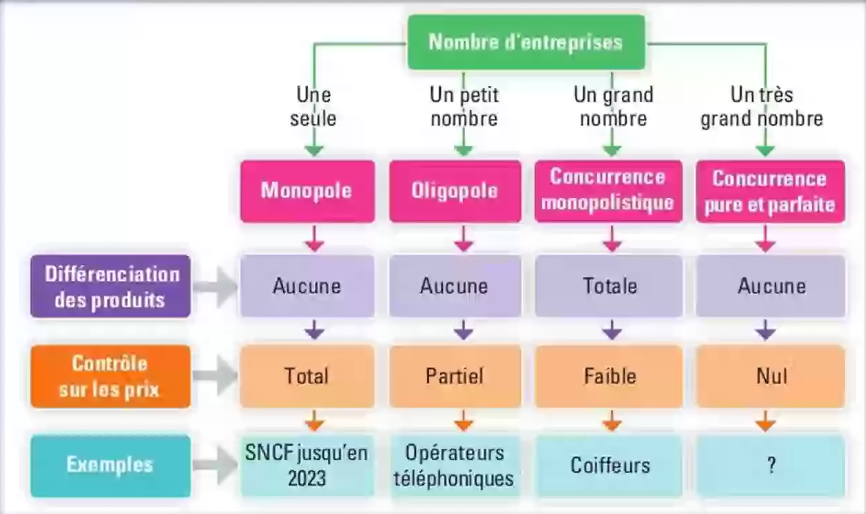 Nombre d'entreprises
Une
seule
Un petit
nombre
Un grand
nombre
Un très
grand nombre
Monopole
Oligopole
Concurrence
monopolistique
Concurrence
pure et parfaite
Différenciation
des produits
Aucune
Aucune
Totale
Aucune
Contrôle
sur les prix
Total
Partiel
Faible
Nul
Exemples
SNCF jusqu'en
2023
Opérateurs
téléphoniques
Coiffeurs
?